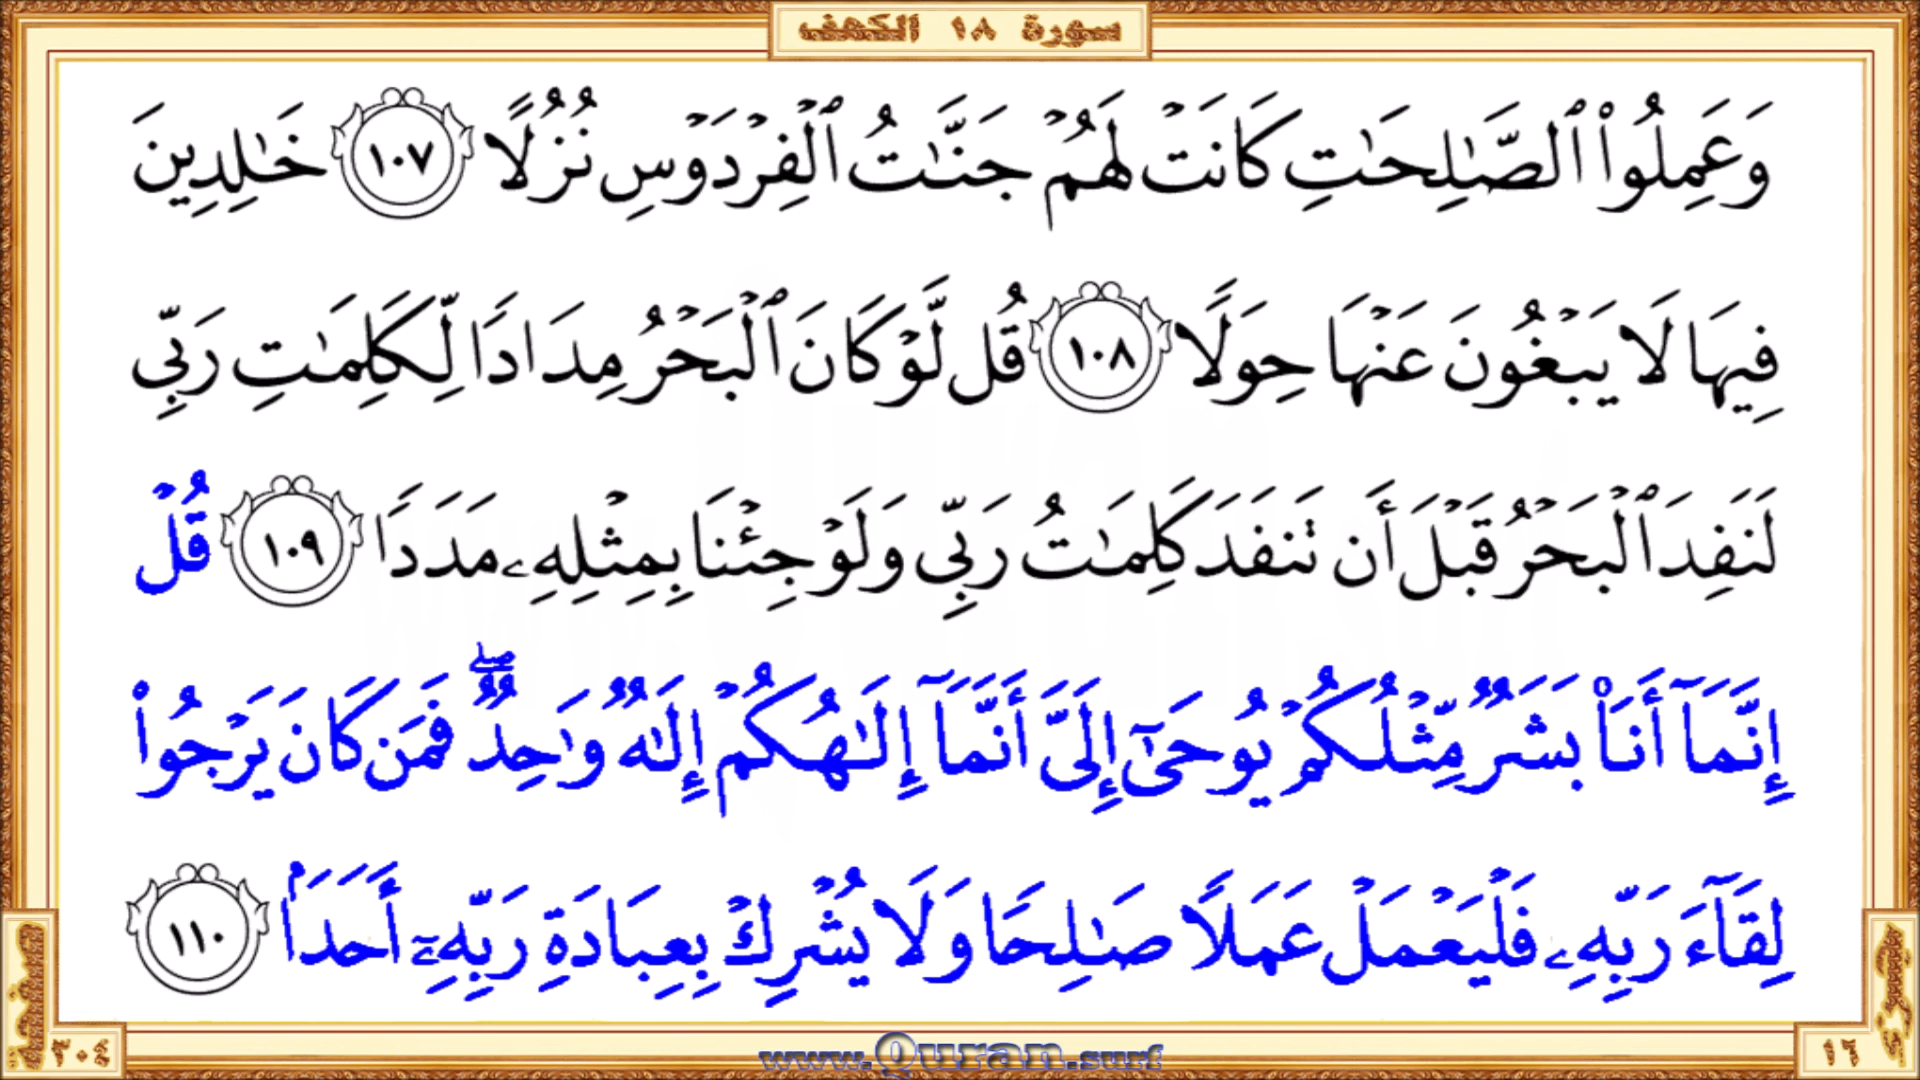 سورة ١٨ الكهف
وَعَمِلُوا۟ ٱلصَّـٰلِحَـٰتِ كَانَتْ لَهُمْ جَنَّـٰتُ ٱلْفِرْدَوْسِ نُزُلًا ١٠٧ خَـٰلِدِينَ
فِيهَا لَا يَبْغُونَ عَنْهَا حِوَلًا ١٠٨ قُل لَّوْ كَانَ ٱلْبَحْرُ مِدَادًا لِّكَلِمَـٰتِ رَبِّى
لَنَفِدَ ٱلْبَحْرُ قَبْلَ أَن تَنفَدَ كَلِمَـٰتُ رَبِّى وَلَوْ جِئْنَا بِمِثْلِهِۦ مَدَدًا ١٠٩ قُلْ
إِنَّمَآ أَنَا۠ بَشَرٌ مِّثْلُكُمْ يُوحَىٰٓ إِلَىَّ أَنَّمَآ إِلَـٰهُكُمْ إِلَـٰهٌ وَٰحِدٌ ۖ فَمَن كَانَ يَرْجُوا۟
لِقَآءَ رَبِّهِۦ فَلْيَعْمَلْ عَمَلًا صَـٰلِحًا وَلَا يُشْرِكْ بِعِبَادَةِ رَبِّهِۦٓ أَحَدًۢا ١١٠
صفحة
٣٠٤
www.Quran.surf
١٦